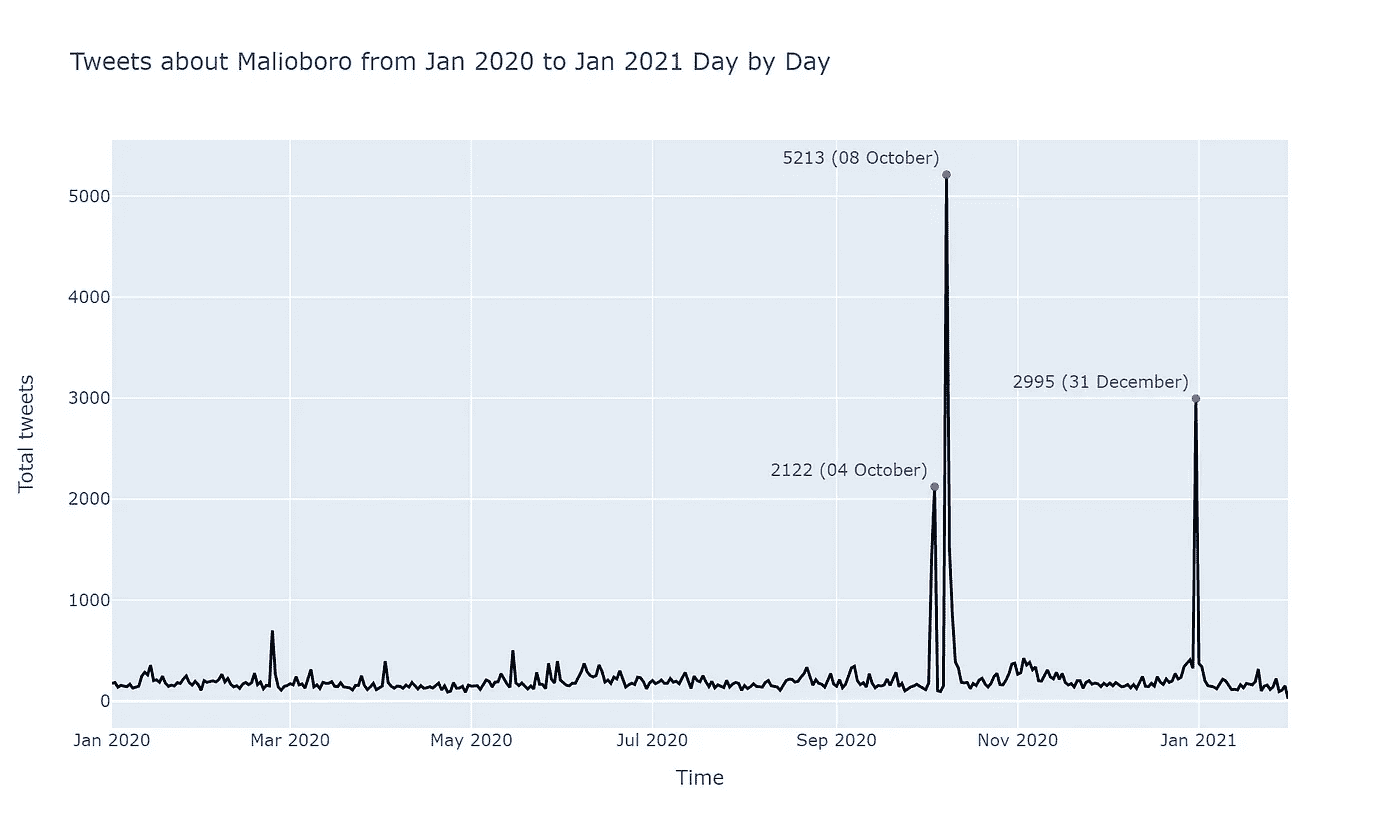 Tweets about Malioboro from Jan 2020 to Jan 2021 Day by Day
5213 (08 October)
2995 (31 December)
2122 (04 October)
Total tweets
5000
4000
3000
2000
1000
0
Jan 2020 Mar 2020 May 2020 Jul 2020 Sep 2020 Nov 2020 Jan 2021
Time